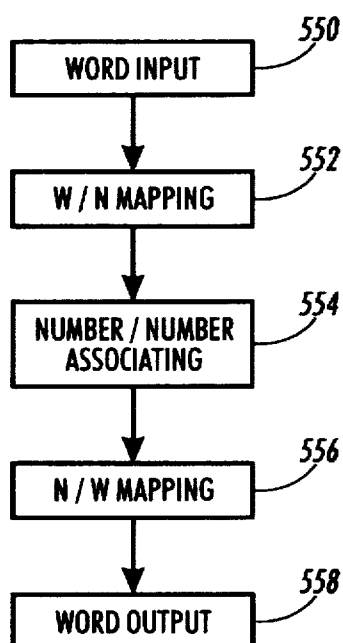 550
WORD INPUT
552
W / N MAPPING
554
NUMBER / NUMBER
ASSOCIATING
556
N / W MAPPING
558
WORD OUTPUT